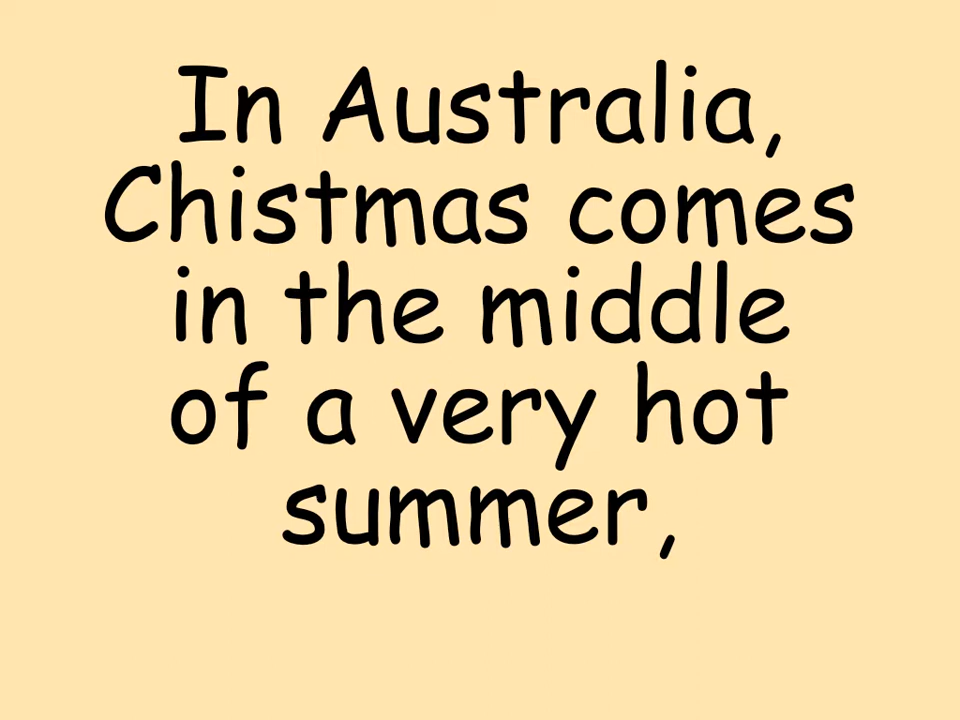 In Australia,
Chistmas comes
in the middle
of a very hot
summer,